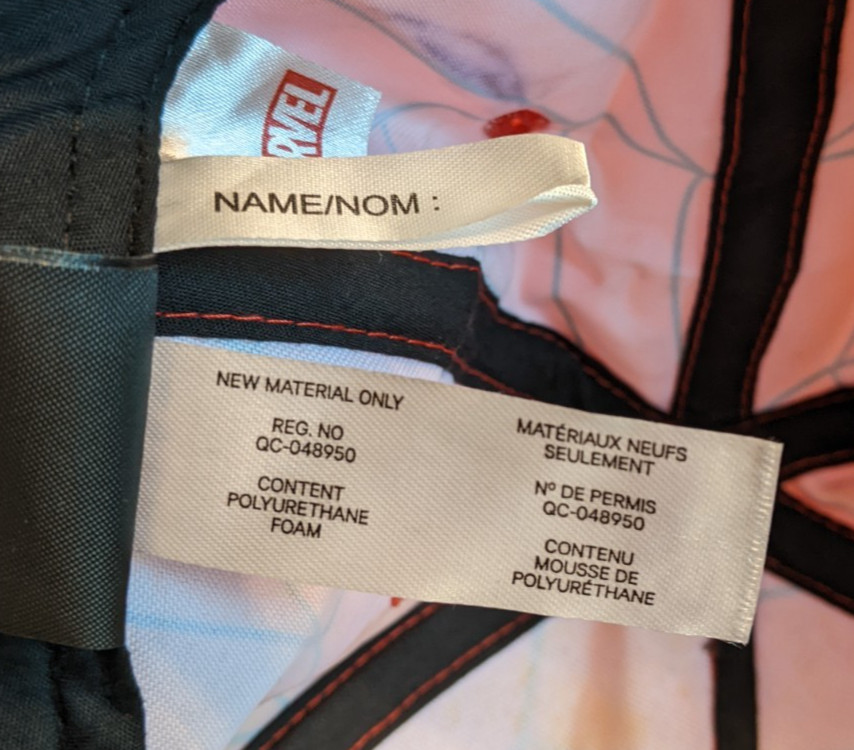 NAME/NOM :
NEW MATERIAL ONLY
REG. NO
QC-048950
CONTENT
POLYURETHANE
FOAM
MATÉRIAUX NEUFS
SEULEMENT
Nº DE PERMIS
QC-048950
CONTENU
MOUSSE DE
POLYURÉTHANE